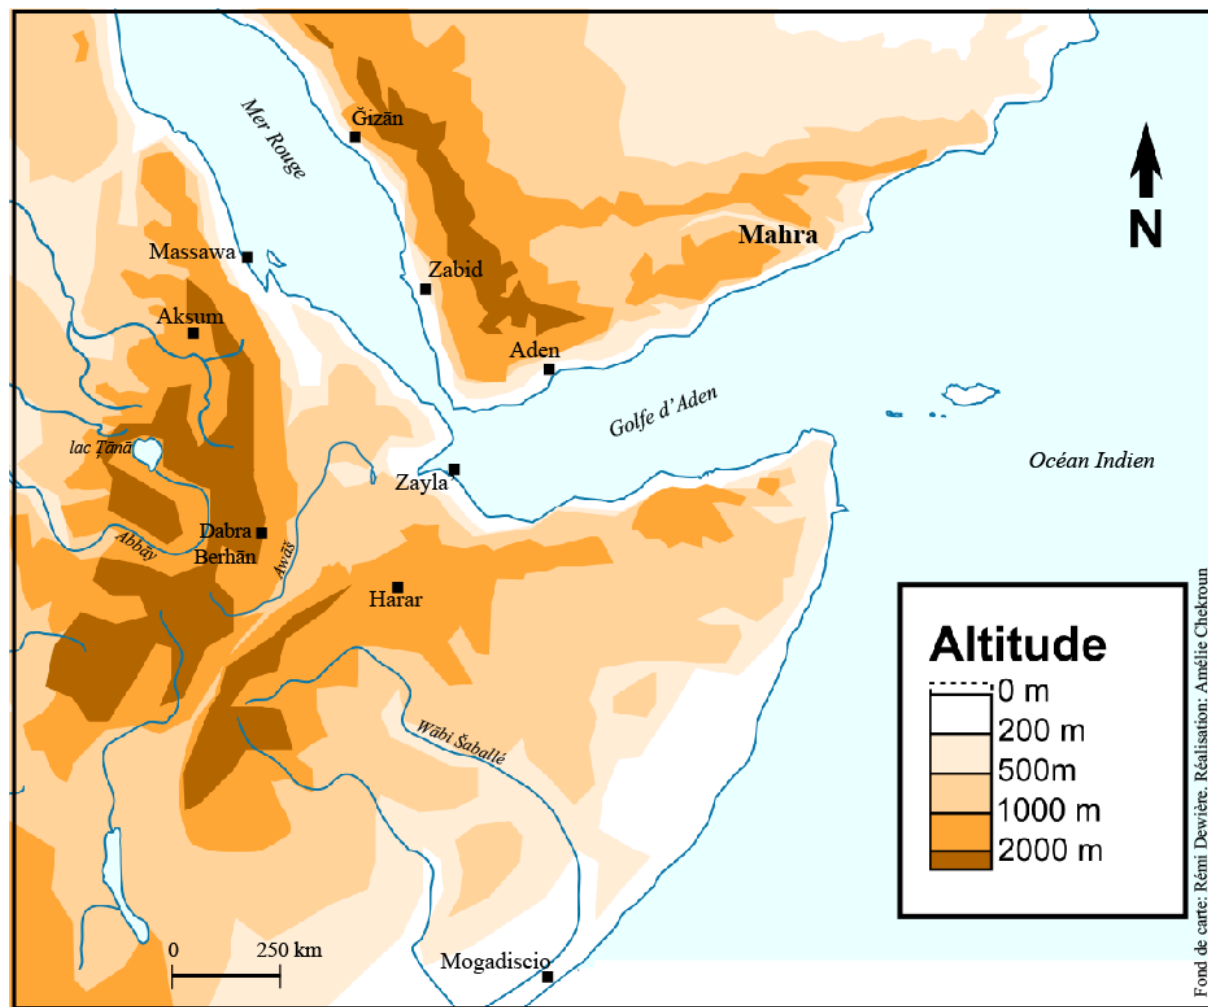 Ğizān
Mer Rouge
Mahra
N
Massawa
Zabid
Aksum
Aden
Golfe d'Aden
lac Ṭānā
Zayla'
Océan Indien
Dabra
Berhān
Abbāy
Awāš
Harar
Wābi Šaballé
Mogadiscio
0 250 km
Altitude
0 m
200 m
500m
1000 m
2000 m
Fond de carte: Rémi Dewière. Réalisation: Amélie Chekroun